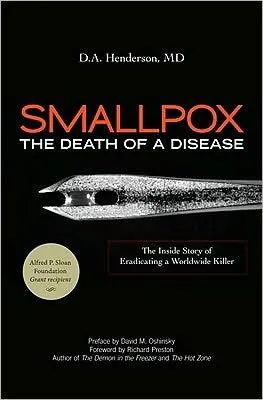 D.A. Henderson, MD
SMALLPOX
THE DEATH OF A DISEASE
The Inside Story of
Eradicating a Worldwide Killer
Alfred P. Sloan
Foundation
Grant recipient
Preface by David M. Oshinsky
Foreword by Richard Preston
Author of The Demon in the Freezer and The Hot Zone